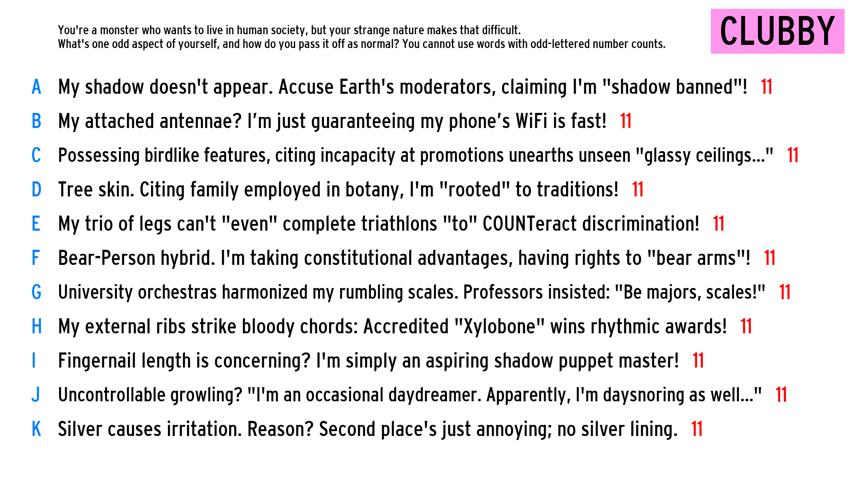 You're a monster who wants to live in human society, but your strange nature makes that difficult.
What's one odd aspect of yourself, and how do you pass it off as normal? You cannot use words with odd-lettered number counts.
CLUBBY
A My shadow doesn't appear. Accuse Earth's moderators, claiming I'm "shadow banned"! 11
B My attached antennae? I'm just guaranteeing my phone's WiFi is fast! 11
C Possessing birdlike features, citing incapacity at promotions unearths unseen "glassy ceilings..." 11
D Tree skin. Citing family employed in botany, I'm "rooted" to traditions! 11
E My trio of legs can't "even" complete triathlons "to" COUNTeract discrimination! 11
F Bear-Person hybrid. I'm taking constitutional advantages, having rights to "bear arms"! 11
G University orchestras harmonized my rumbling scales. Professors insisted: "Be majors, scales!" 11
H My external ribs strike bloody chords: Accredited "Xylobone" wins rhythmic awards! 11
I Fingernail length is concerning? I'm simply an aspiring shadow puppet master! 11
J Uncontrollable growling? "I'm an occasional daydreamer. Apparently, I'm daysnoring as well..." 11
K Silver causes irritation. Reason? Second place's just annoying; no silver lining. 11